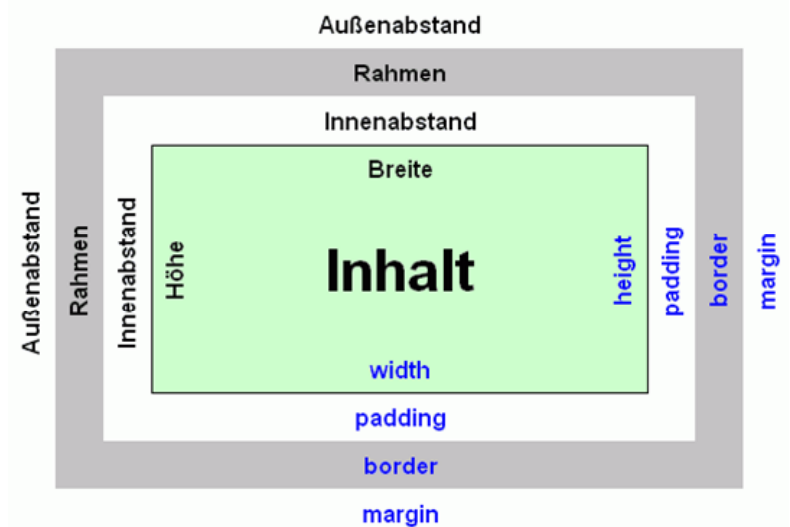 Außenabstand
Rahmen
Innenabstand
Breite
Außenabstand
Rahmen
Innenabstand
Höhe
Inhalt
height
padding
border
margin
width
padding
border
margin